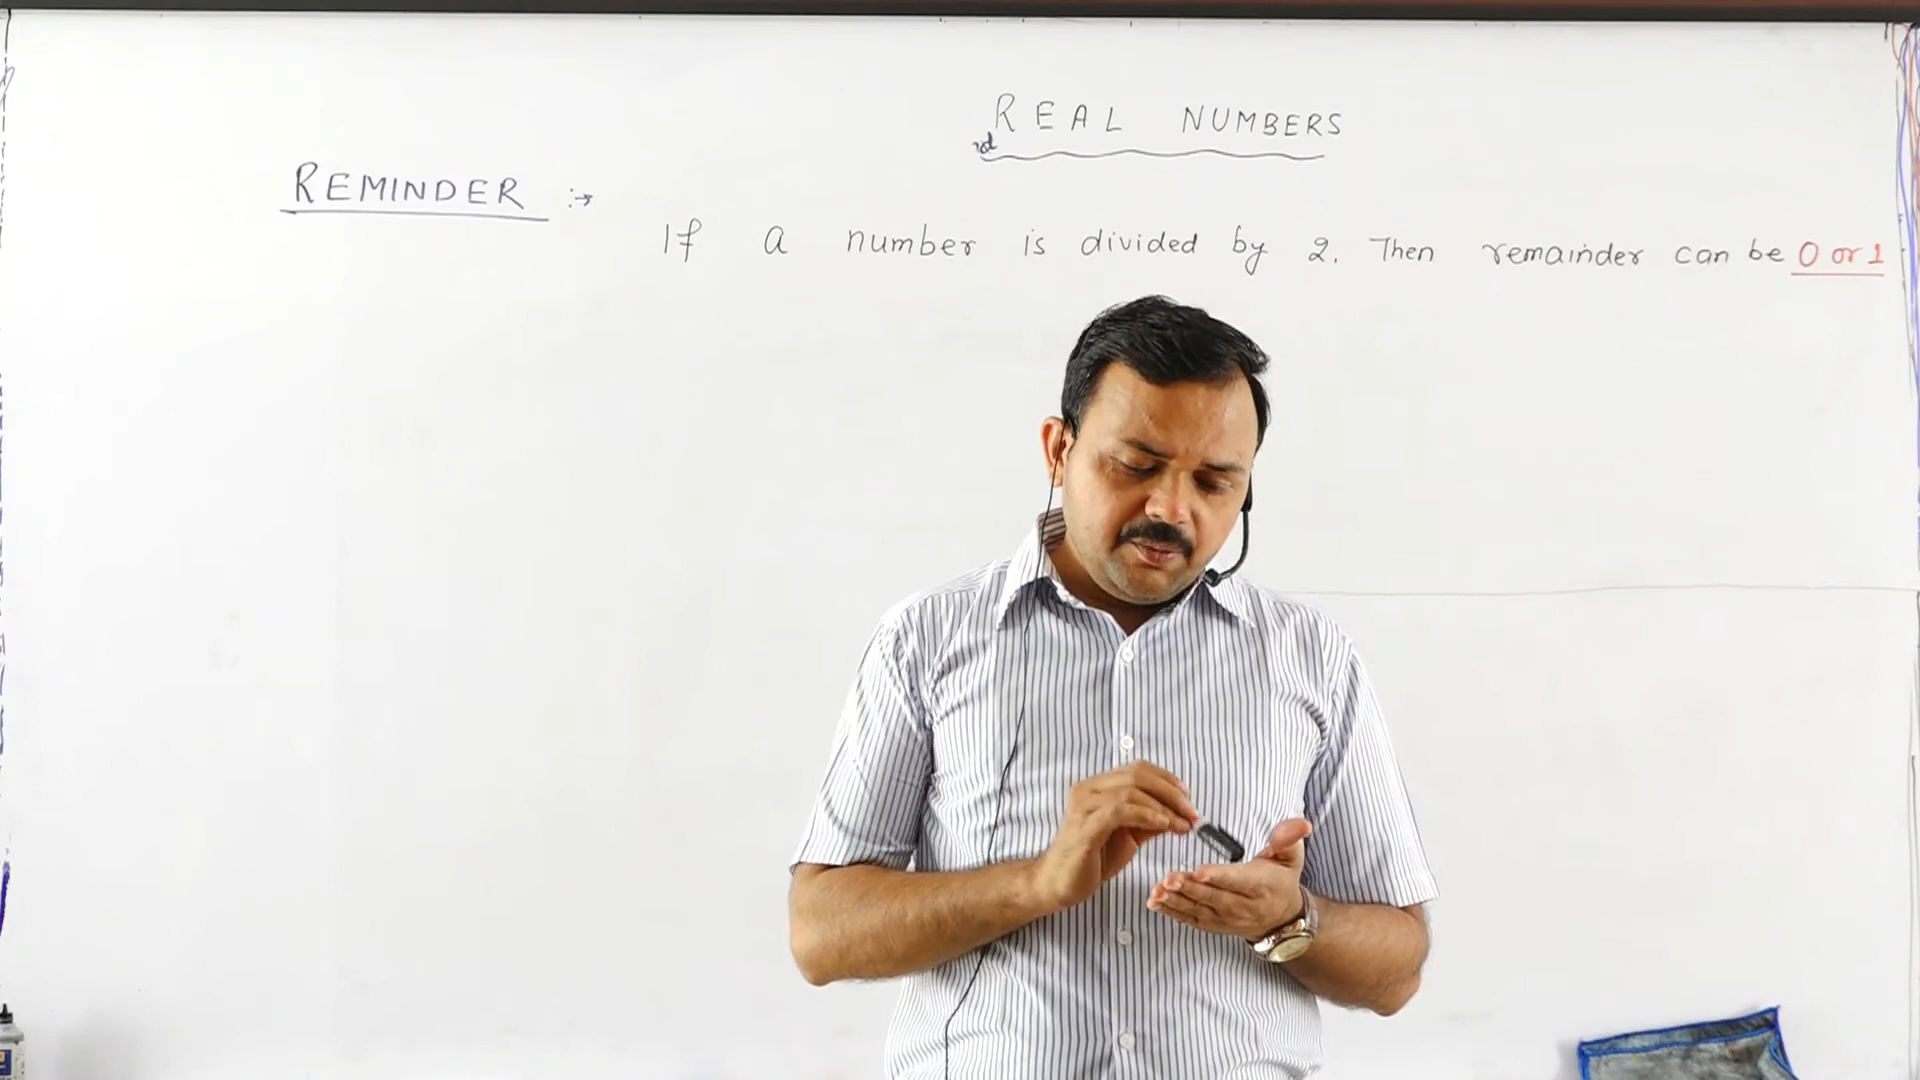 REAL NUMBERS
REMINDER :→
If a number is divided by 2. Then remainder can be 0 or 1